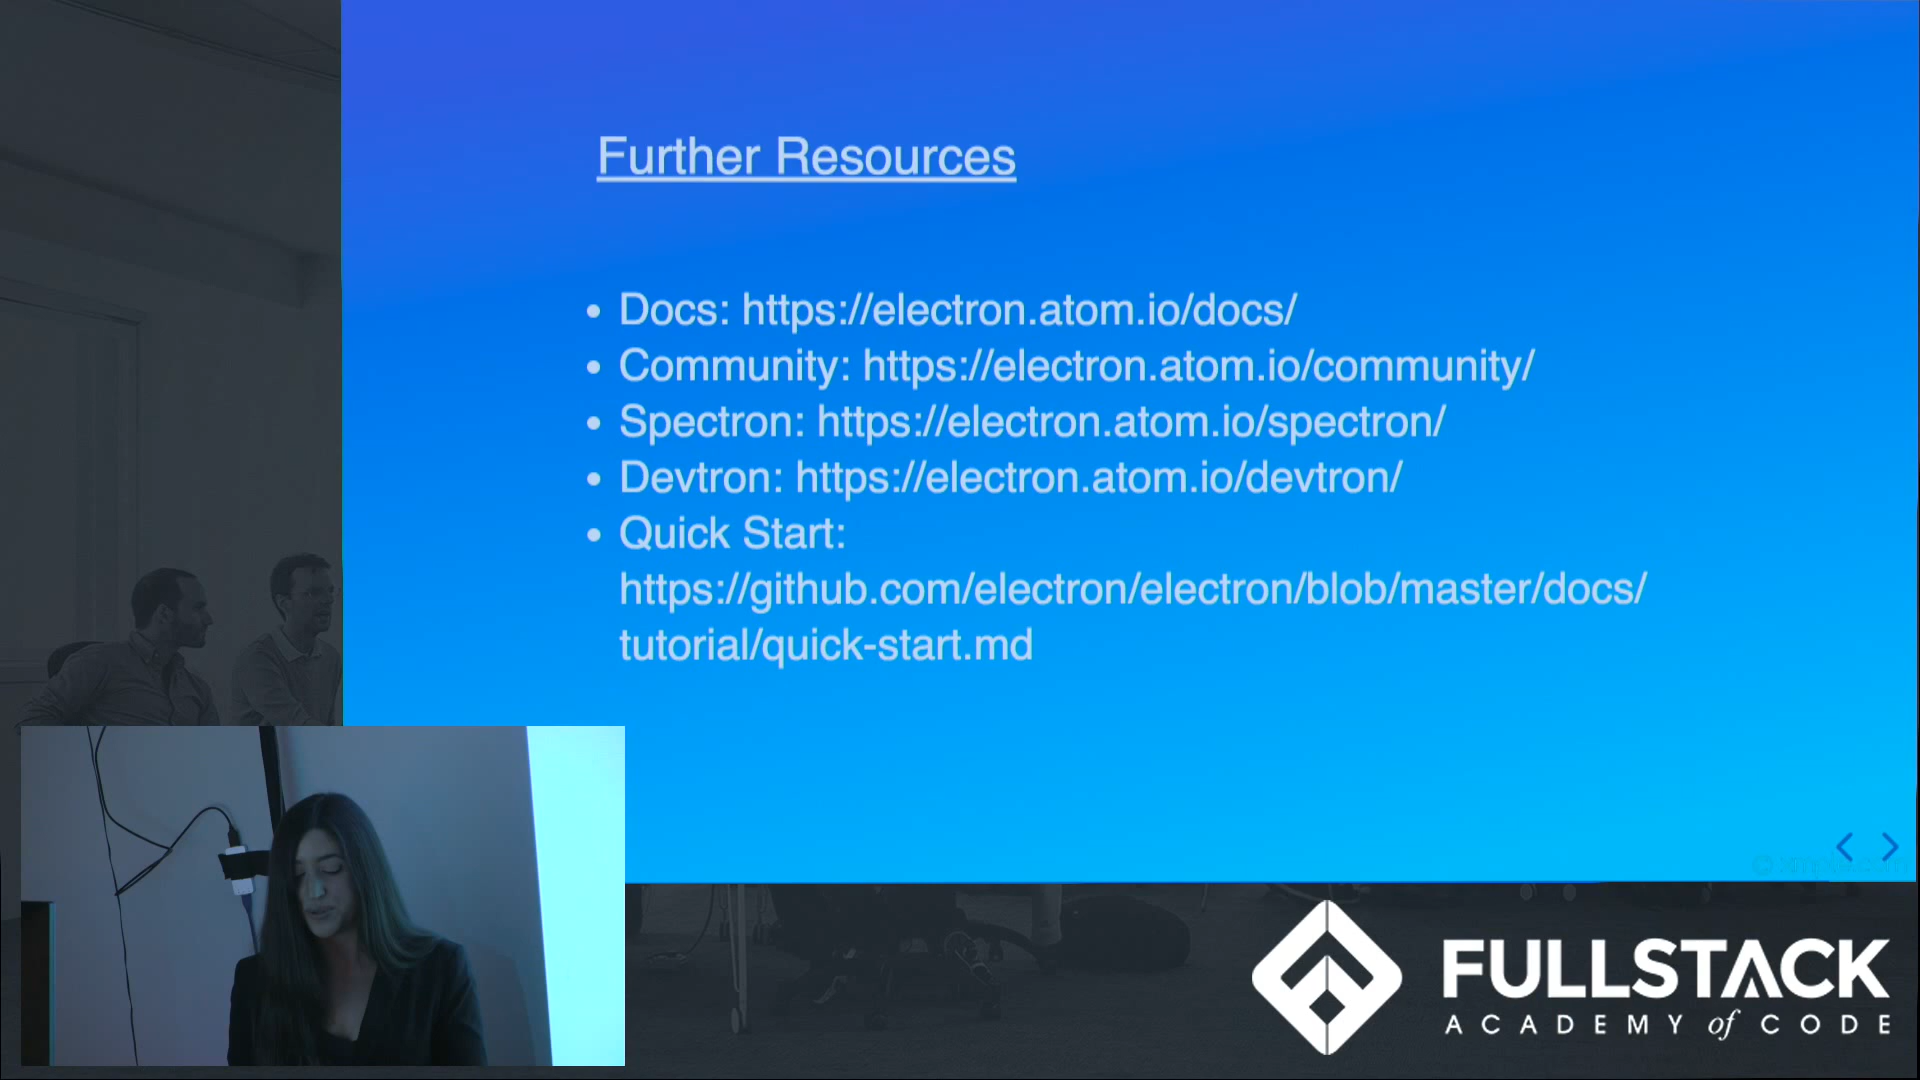 Further Resources
• Docs: https://electron.atom.io/docs/
• Community: https://electron.atom.io/community/
• Spectron: https://electron.atom.io/spectron/
• Devtron: https://electron.atom.io/devtron/
• Quick Start:
https://github.com/electron/electron/blob/master/docs/
tutorial/quick-start.md
FULLSTACK
ACADEMY of CODE